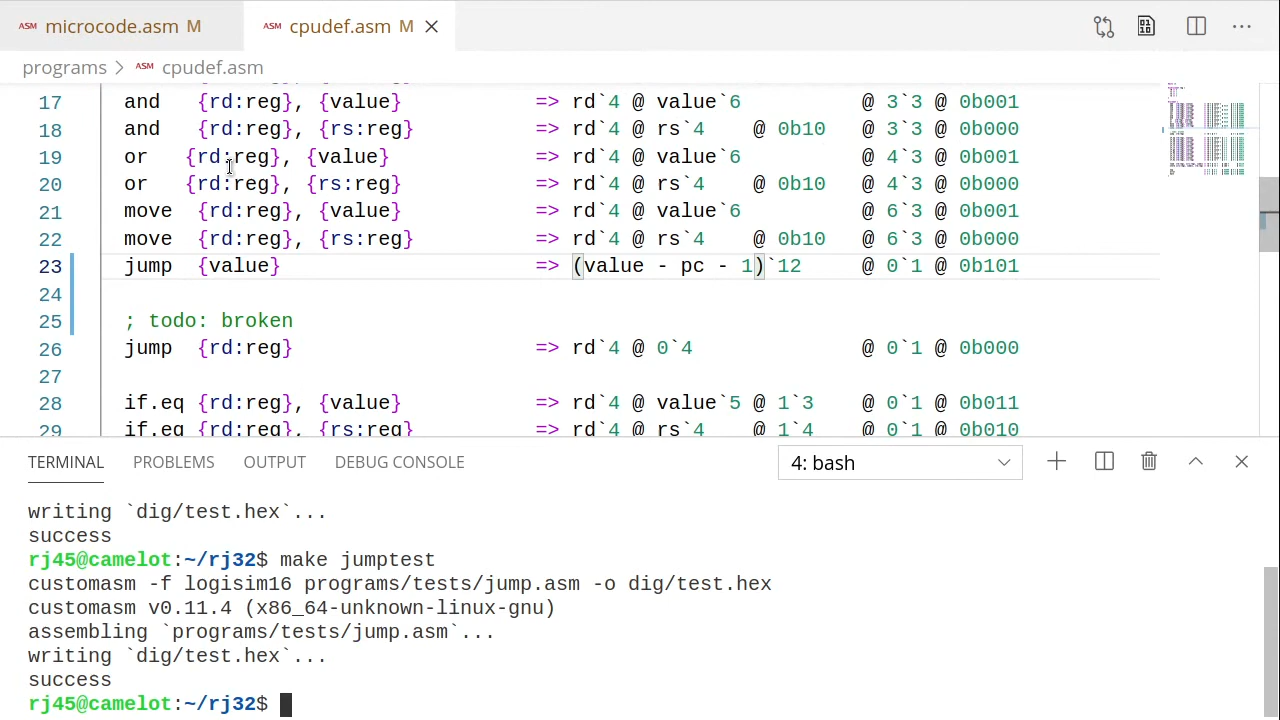 ASM microcode.asm M ASM cpudef.asm M
programs > ASM cpudef.asm
17 and {rd:reg}, {value} => rd`4 @ value`6 @ 3`3 @ 0b001
18 and {rd:reg}, {rs:reg} => rd`4 @ rs`4 @ 0b10 @ 3`3 @ 0b000
19 or {rd:reg}, {value} => rd`4 @ value`6 @ 4`3 @ 0b001
20 or {rd:reg}, {rs:reg} => rd`4 @ rs`4 @ 0b10 @ 4`3 @ 0b000
21 move {rd:reg}, {value} => rd`4 @ value`6 @ 6`3 @ 0b001
22 move {rd:reg}, {rs:reg} => rd`4 @ rs`4 @ 0b10 @ 6`3 @ 0b000
23 jump {value} => (value - pc - 1)`12 @ 0`1 @ 0b101
24
25 ; todo: broken
26 jump {rd:reg} => rd`4 @ 0`4 @ 0`1 @ 0b000
27
28 if.eq {rd:reg}, {value} => rd`4 @ value`5 @ 1`3 @ 0`1 @ 0b011
29 if.eq {rd:reg}, {rs:reg} => rd`4 @ rs`4 @ 1`4 @ 0`1 @ 0b010
TERMINAL PROBLEMS OUTPUT DEBUG CONSOLE 4: bash
writing `dig/test.hex`...
success
rj45@camelot:~/rj32$ make jumptest
customasm -f logisim16 programs/tests/jump.asm -o dig/test.hex
customasm v0.11.4 (x86_64-unknown-linux-gnu)
assembling `programs/tests/jump.asm`...
writing `dig/test.hex`...
success
rj45@camelot:~/rj32$